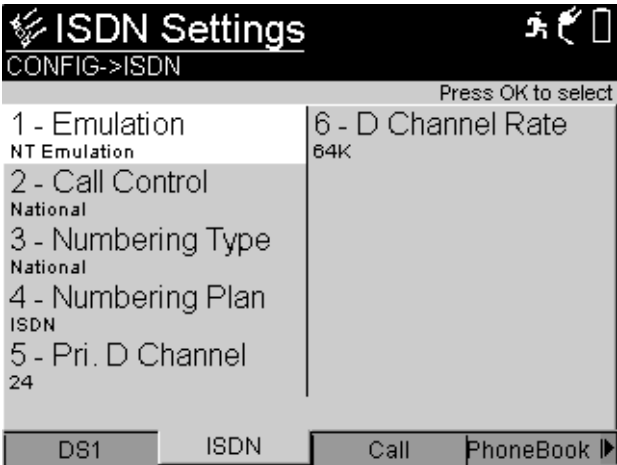 ISDN Settings
CONFIG->ISDN
Press OK to select
1 - Emulation
NT Emulation
2 - Call Control
National
3 - Numbering Type
National
4 - Numbering Plan
ISDN
5 - Pri. D Channel
24
6 - D Channel Rate
64K
DS1 ISDN Call PhoneBook